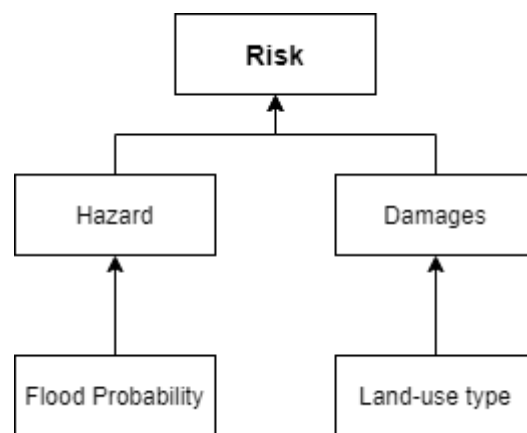 Risk
Hazard
Damages
Flood Probability
Land-use type